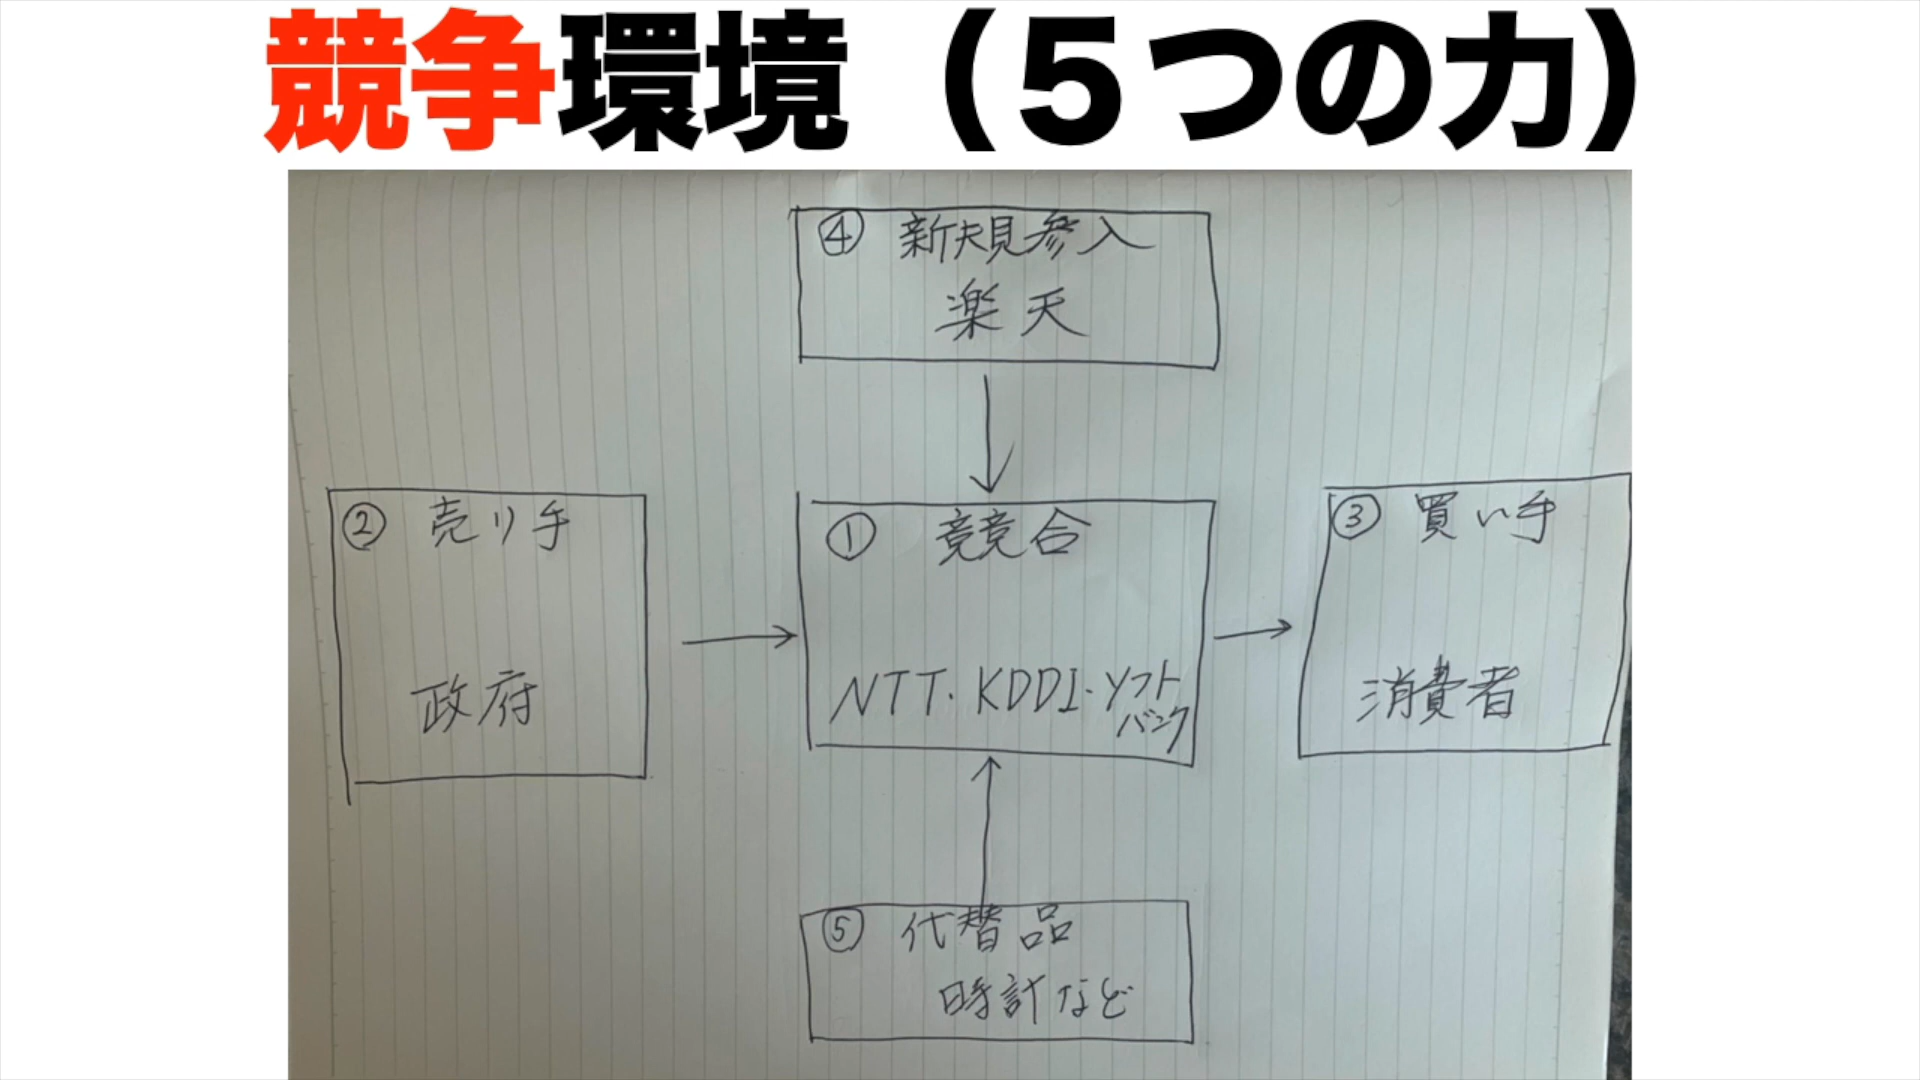 競争環境（５つの力）
④ 新規参入
楽天
② 売り手
政府
① 競合
NTT・KDDI・ソフト
バンク
③ 買い手
消費者
⑤ 代替品
時計など